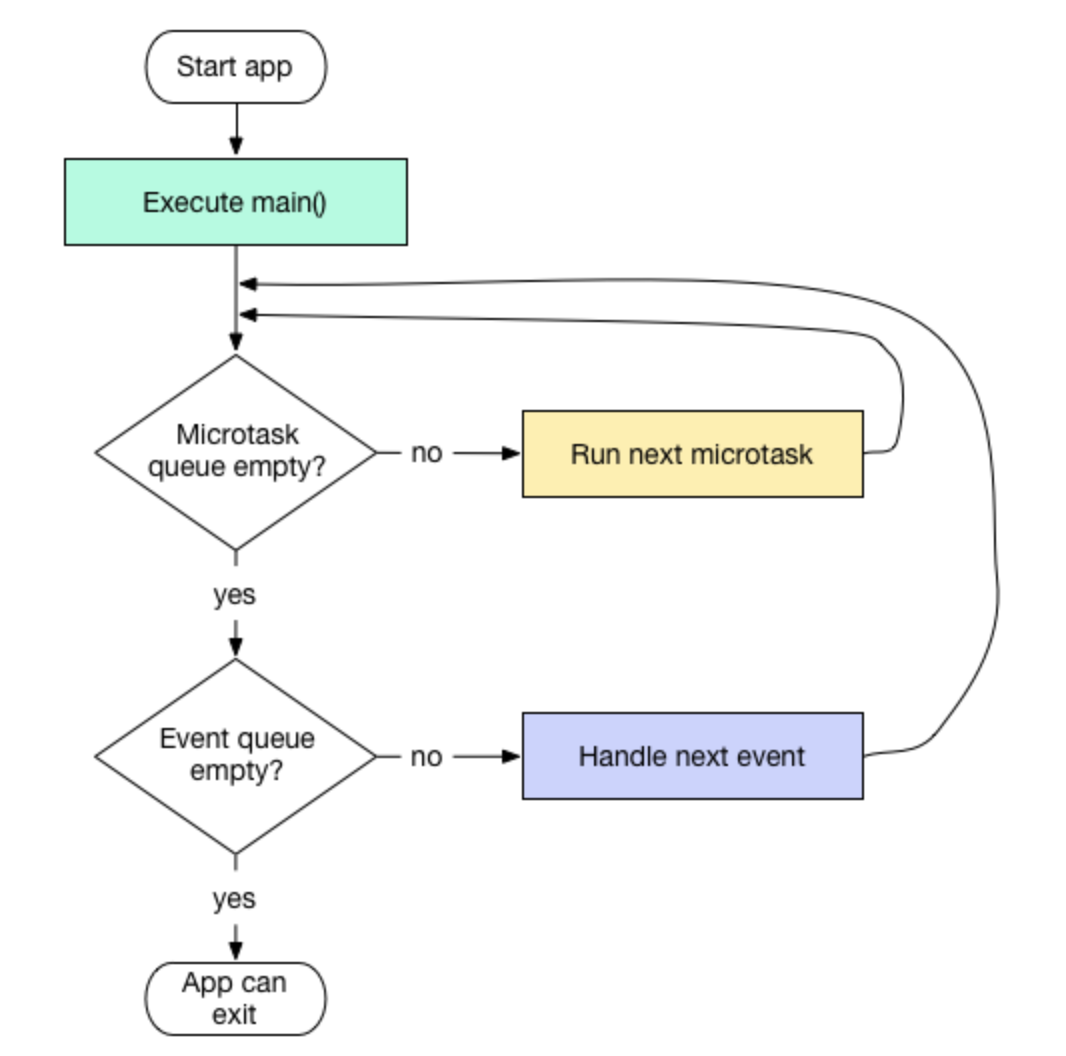 Start app
Execute main()
Microtask
queue empty?
no
Run next microtask
yes
Event queue
empty?
no
Handle next event
yes
App can
exit